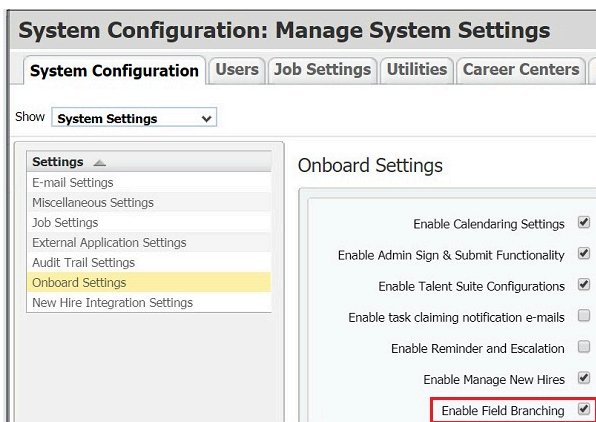 System Configuration: Manage System Settings
System Configuration Users Job Settings Utilities Career Centers
Show System Settings
Settings
E-mail Settings
Miscellaneous Settings
Job Settings
External Application Settings
Audit Trail Settings
Onboard Settings
New Hire Integration Settings
Onboard Settings
Enable Calendaring Settings
Enable Admin Sign & Submit Functionality
Enable Talent Suite Configurations
Enable task claiming notification e-mails
Enable Reminder and Escalation
Enable Manage New Hires
Enable Field Branching